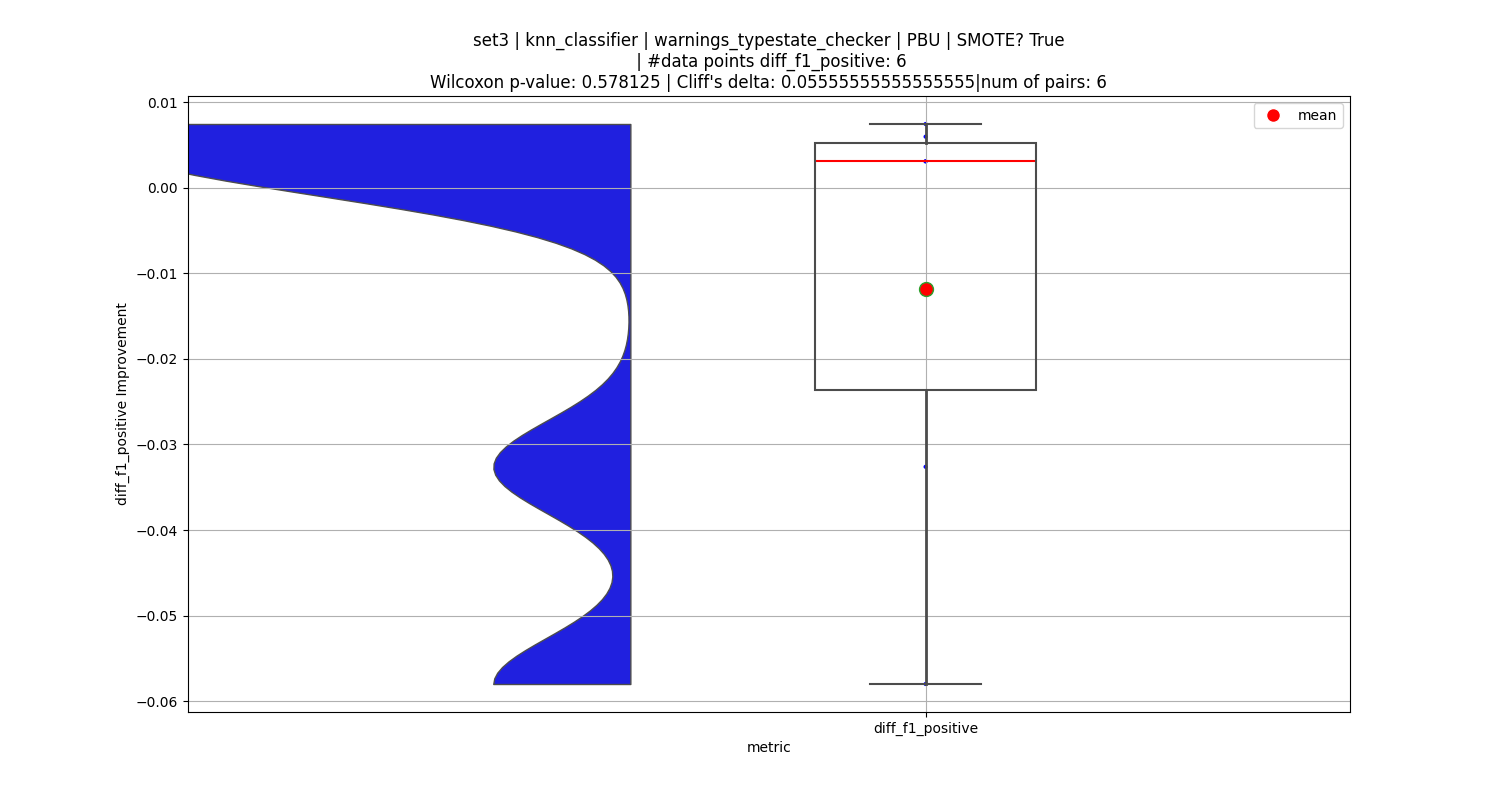 set3 | knn_classifier | warnings_typestate_checker | PBU | SMOTE? True
| #data points diff_f1_positive: 6
Wilcoxon p-value: 0.578125 | Cliff's delta: 0.05555555555555555|num of pairs: 6
mean
0.01
0.00
−0.01
−0.02
−0.03
−0.04
−0.05
−0.06
diff_f1_positive Improvement
diff_f1_positive
metric